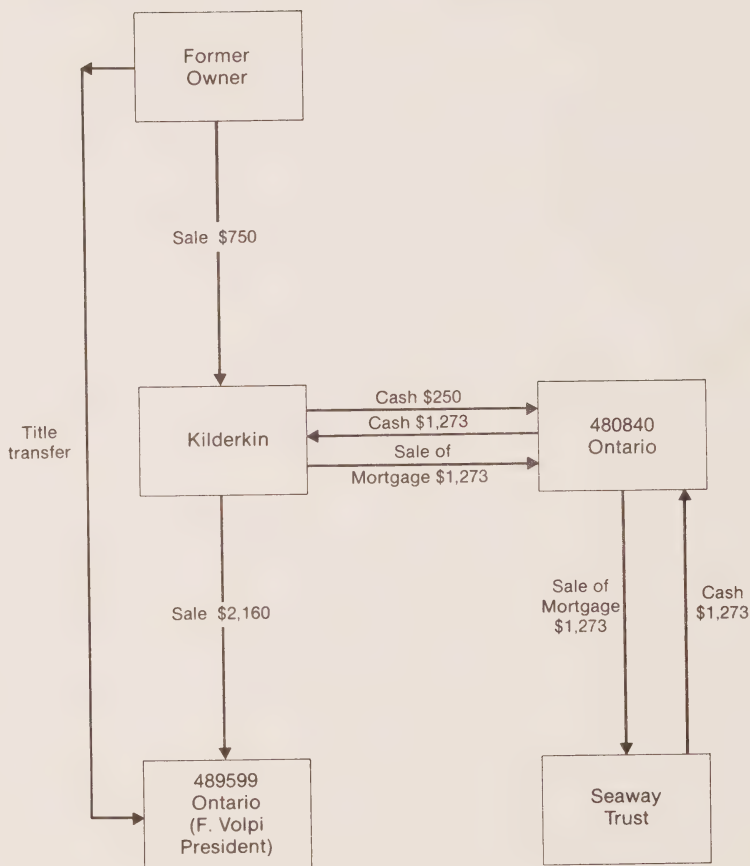 Former
Owner
Sale $750
Title
transfer
Kilderkin
Cash $250
Cash $1,273
Sale of
Mortgage $1,273
480840
Ontario
Sale $2,160
Sale of
Mortgage
$1,273
Cash
$1,273
489599
Ontario
(F. Volpi
President)
Seaway
Trust